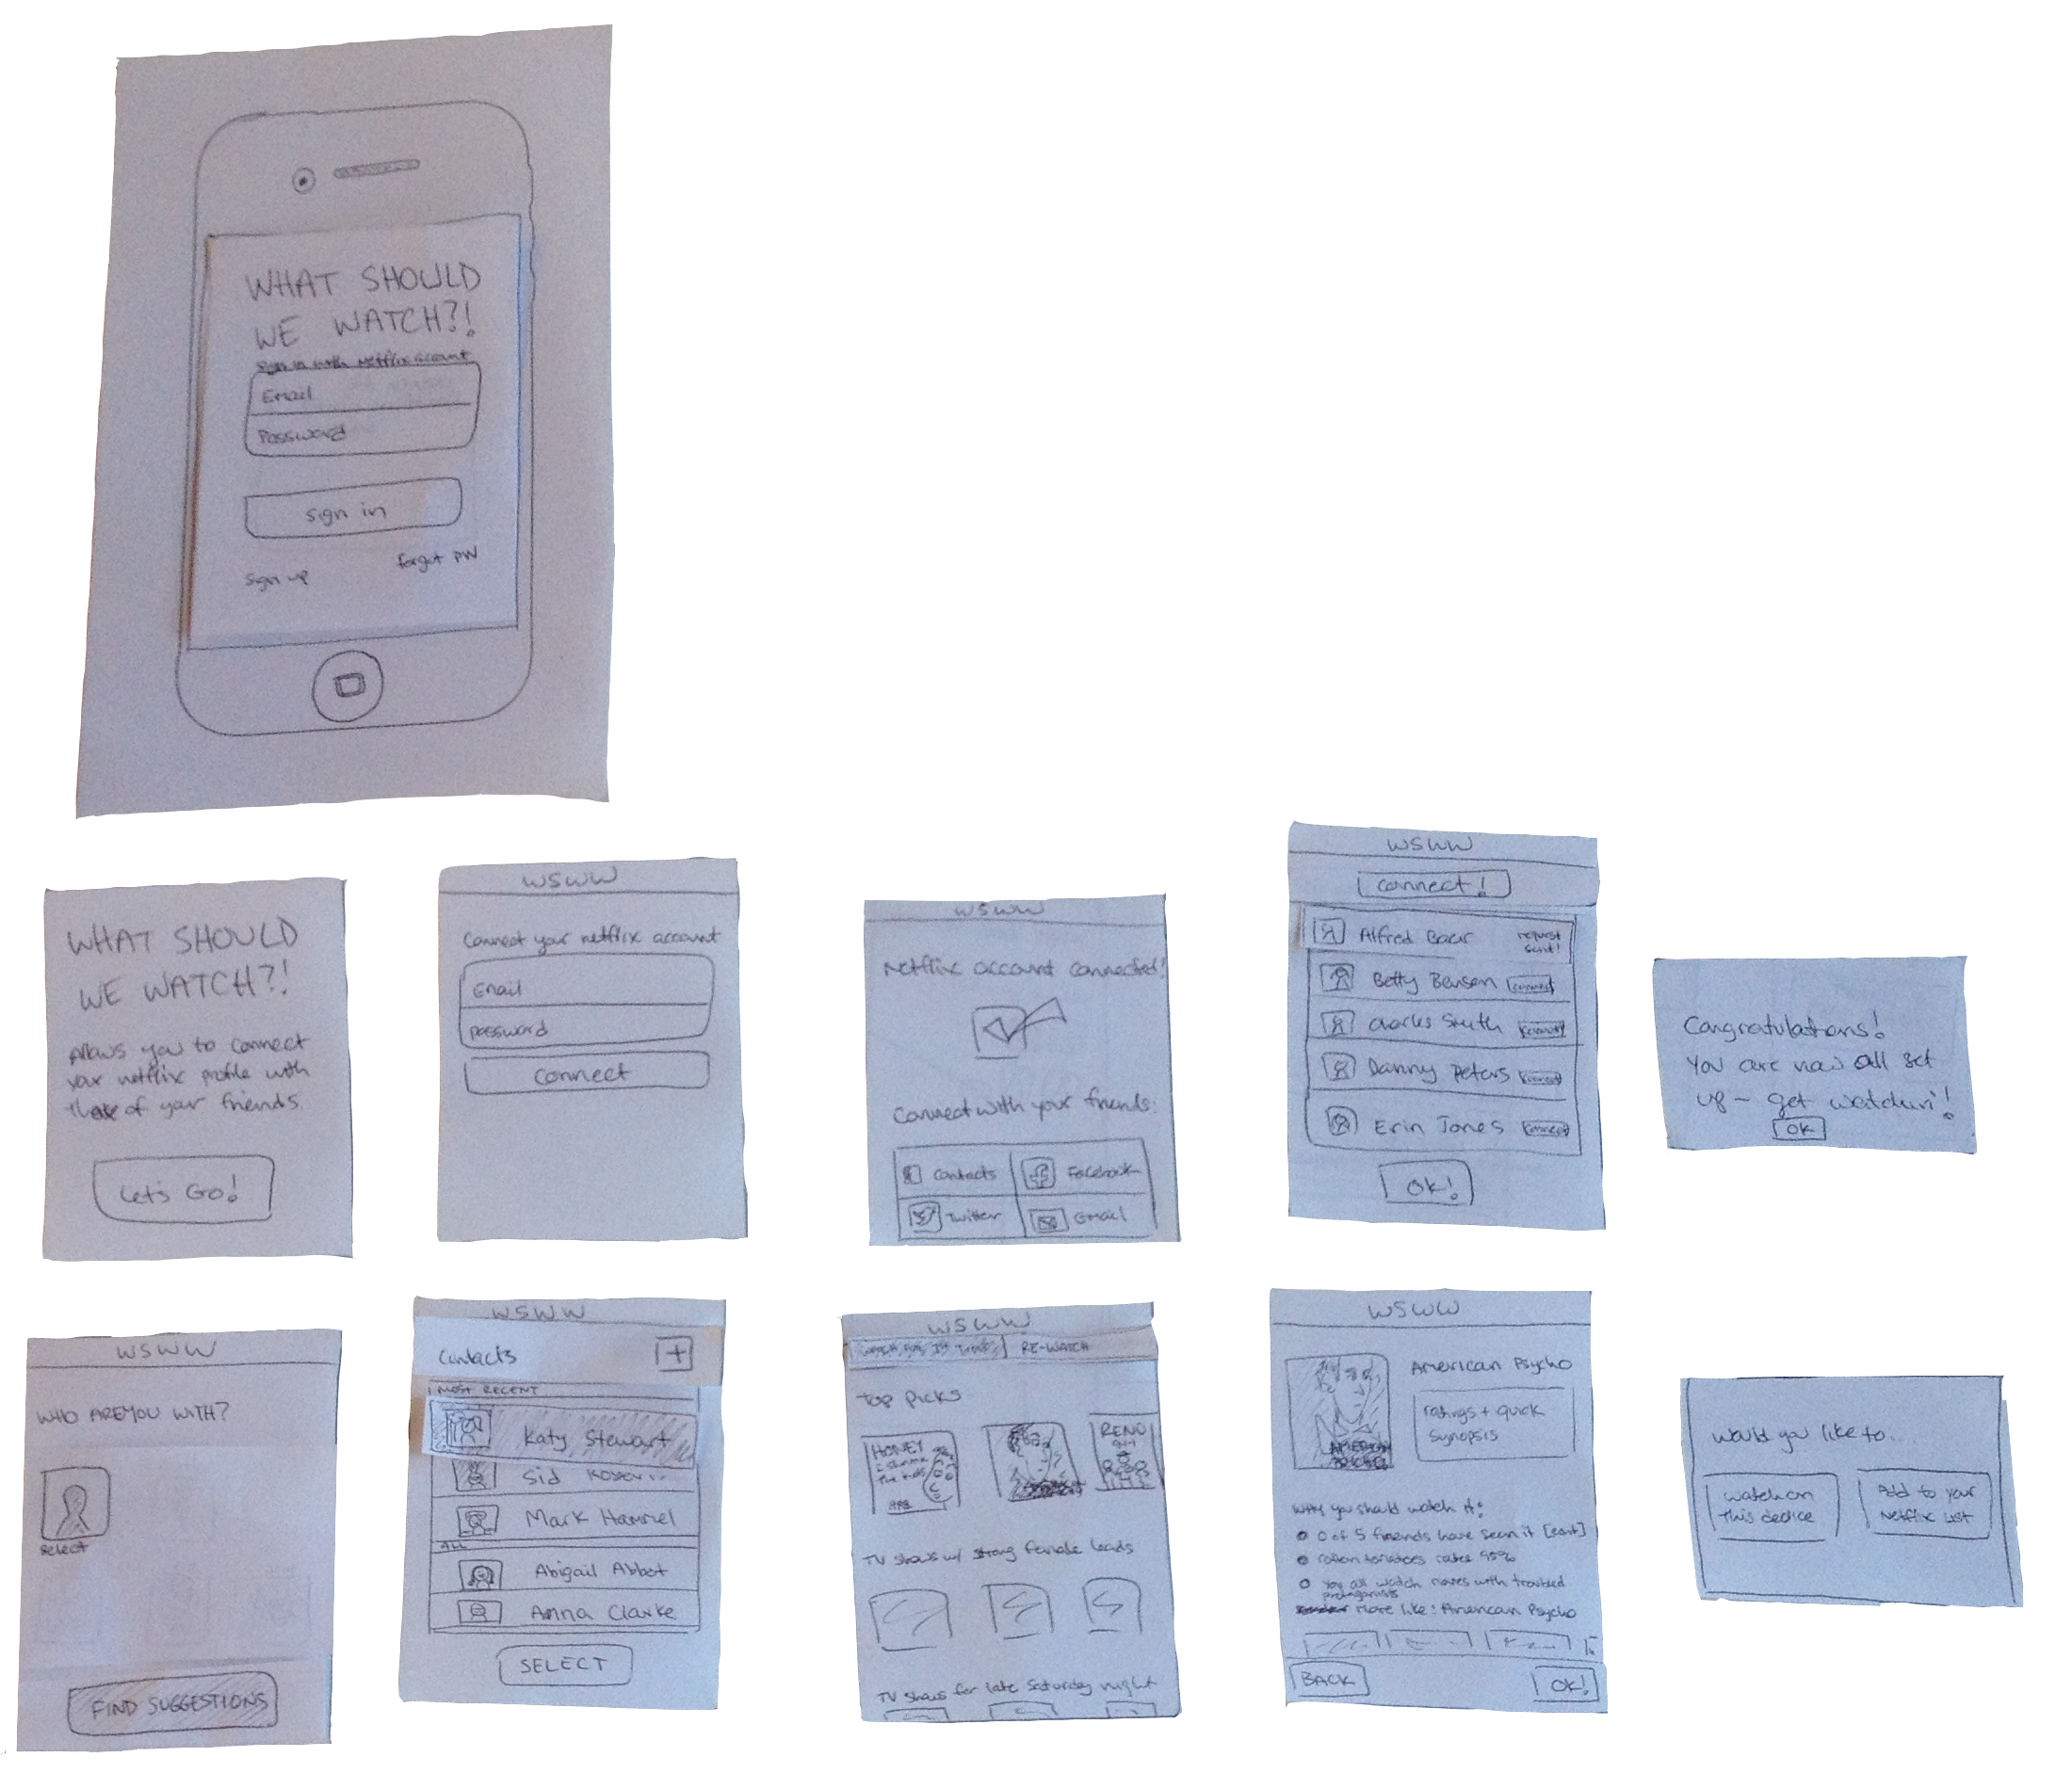 WHAT SHOULD
WE WATCH?!
Sign in with Netflix account
Email
Password
Sign in
Sign up
forgot PW
WHAT SHOULD
WE WATCH?!
Allows you to connect
your netflix profile with
those of your friends.
Let's Go!
WSWW
Connect your netflix account
Email
password
Connect
WSWW
Netflix account connected!
Connect with your friends:
Contacts
Facebook
Twitter
Email
WSWW
Connect!
Alfred Baur
request
sent!
Betty Benson
connect
Charles Smith
connect
Danny Peters
connect
Erin Jones
connect
OK!
Congratulations!
You are now all set
up - get watchin'!
OK
WSWW
WHO ARE YOU WITH?
select
FIND SUGGESTIONS
WSWW
Contacts
+
MOST RECENT
Katy Stewart
Sid
Mark Hammel
ALL
Abigail Abbot
Anna Clarke
SELECT
WSWW
RE-WATCH
Top Picks
HONEY
I Shrunk
The Kids
RENO
911
TV shows w/ strong female leads
TV shows for late Saturday night
WSWW
AMERICAN
PSYCHO
American Psycho
ratings + quick
synopsis
Why you should watch it:
0 of 5 friends have seen it
rotten tomatoes rates 95%
You all watch movies with troubled
protagonists
More like: American Psycho
BACK
OK!
Would you like to...
Watch on
this device
Add to your
Netflix List